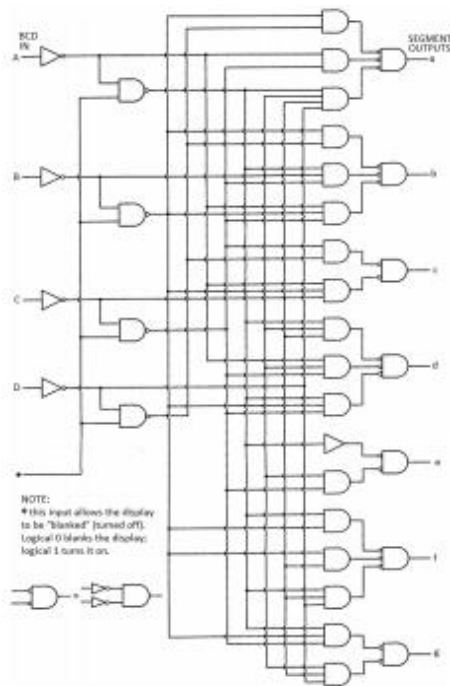 BCD
IN
SEGMENT
OUTPUTS
A
a
B
b
C
c
D
d
e
f
g
NOTE:
* this input allows the display
to be "blanked" (turned off).
Logical 0 blanks the display;
logical 1 turns it on.
=